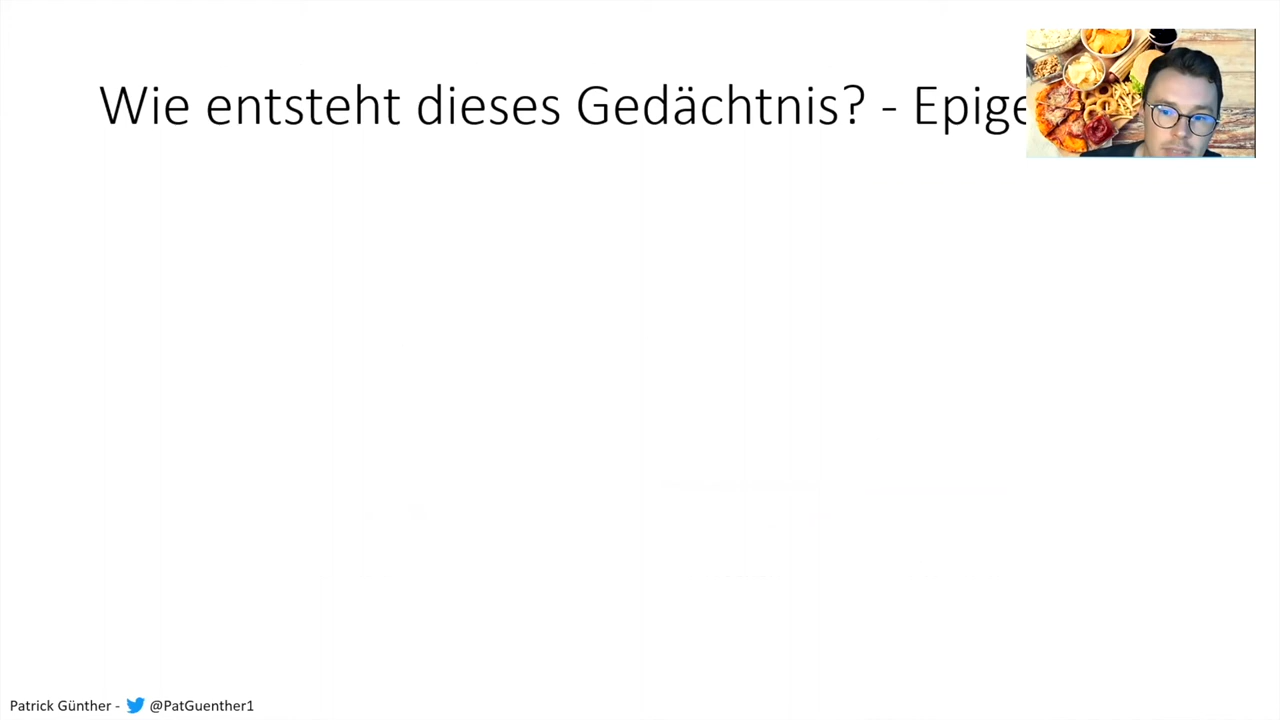 Wie entsteht dieses Gedächtnis? - Epige
Patrick Günther - @PatGuenther1